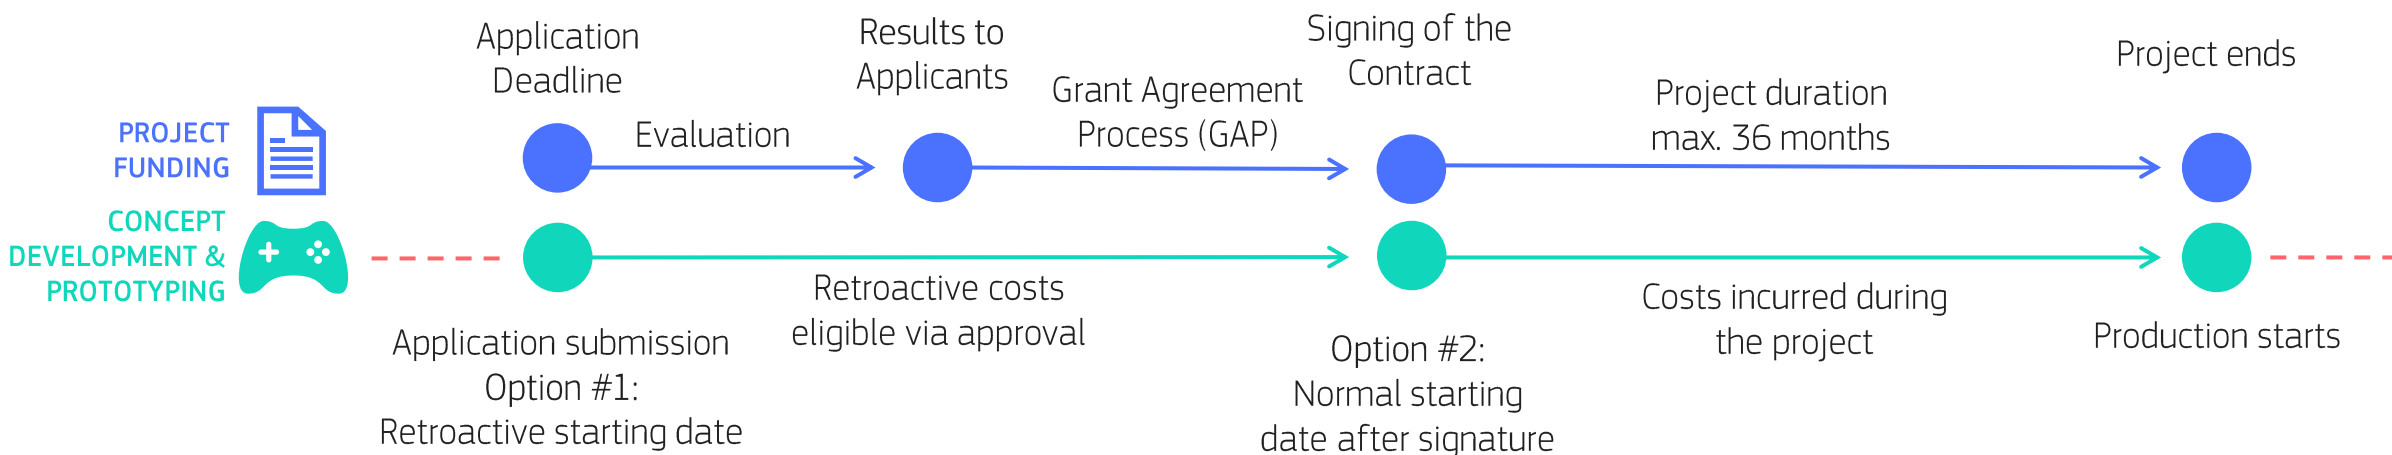 Application
Deadline
Results to
Applicants
Signing of the
Contract
Project ends
PROJECT
FUNDING
Evaluation
Grant Agreement
Process (GAP)
Project duration
max. 36 months
CONCEPT
DEVELOPMENT &
PROTOTYPING
Retroactive costs
eligible via approval
Costs incurred during
the project
Application submission
Option #1:
Retroactive starting date
Option #2:
Normal starting
date after signature
Production starts